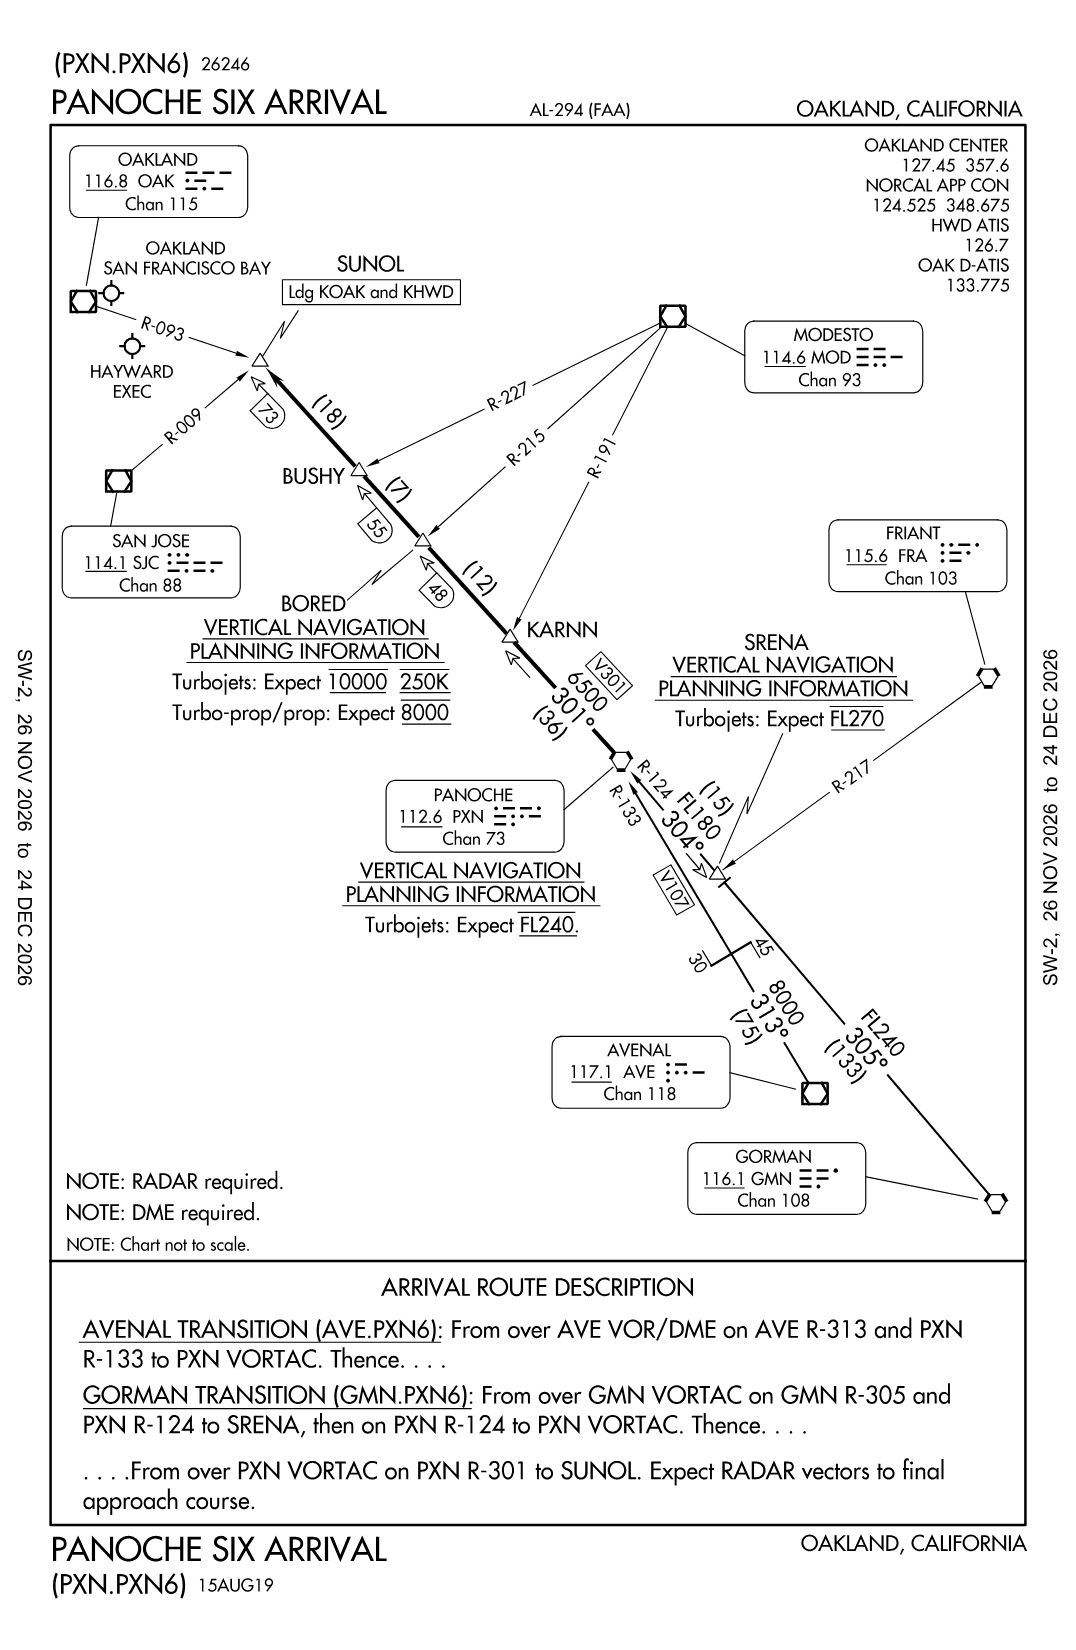 (PXN.PXN6) 26246
PANOCHE SIX ARRIVAL
AL-294 (FAA)
OAKLAND, CALIFORNIA
OAKLAND CENTER
127.45 357.6
NORCAL APP CON
124.525 348.675
HWD ATIS
126.7
OAK D-ATIS
133.775
OAKLAND
116.8 OAK
Chan 115
OAKLAND
SAN FRANCISCO BAY
SUNOL
Ldg KOAK and KHWD
R-093
HAYWARD
EXEC
R-009
73
(18)
MODESTO
114.6 MOD
Chan 93
R-227
R-215
R-191
BUSHY
(7)
55
SAN JOSE
114.1 SJC
Chan 88
FRIANT
115.6 FRA
Chan 103
(12)
48
BORED
VERTICAL NAVIGATION
PLANNING INFORMATION
Turbojets: Expect 10000 250K
Turbo-prop/prop: Expect 8000
KARNN
V301
6500
301°
(36)
SRENA
VERTICAL NAVIGATION
PLANNING INFORMATION
Turbojets: Expect FL270
R-217
PANOCHE
112.6 PXN
Chan 73
VERTICAL NAVIGATION
PLANNING INFORMATION
Turbojets: Expect FL240.
R-124
R-133
(15)
FL180
304°
V107
30
45
8000
313°
(75)
FL240
305°
(133)
AVENAL
117.1 AVE
Chan 118
GORMAN
116.1 GMN
Chan 108
NOTE: RADAR required.
NOTE: DME required.
NOTE: Chart not to scale.
SW-2, 26 NOV 2026 to 24 DEC 2026
SW-2, 26 NOV 2026 to 24 DEC 2026
ARRIVAL ROUTE DESCRIPTION
AVENAL TRANSITION (AVE.PXN6): From over AVE VOR/DME on AVE R-313 and PXN
R-133 to PXN VORTAC. Thence. . . .
GORMAN TRANSITION (GMN.PXN6): From over GMN VORTAC on GMN R-305 and
PXN R-124 to SRENA, then on PXN R-124 to PXN VORTAC. Thence. . . .
. . . .From over PXN VORTAC on PXN R-301 to SUNOL. Expect RADAR vectors to final
approach course.
PANOCHE SIX ARRIVAL
(PXN.PXN6) 15AUG19
OAKLAND, CALIFORNIA